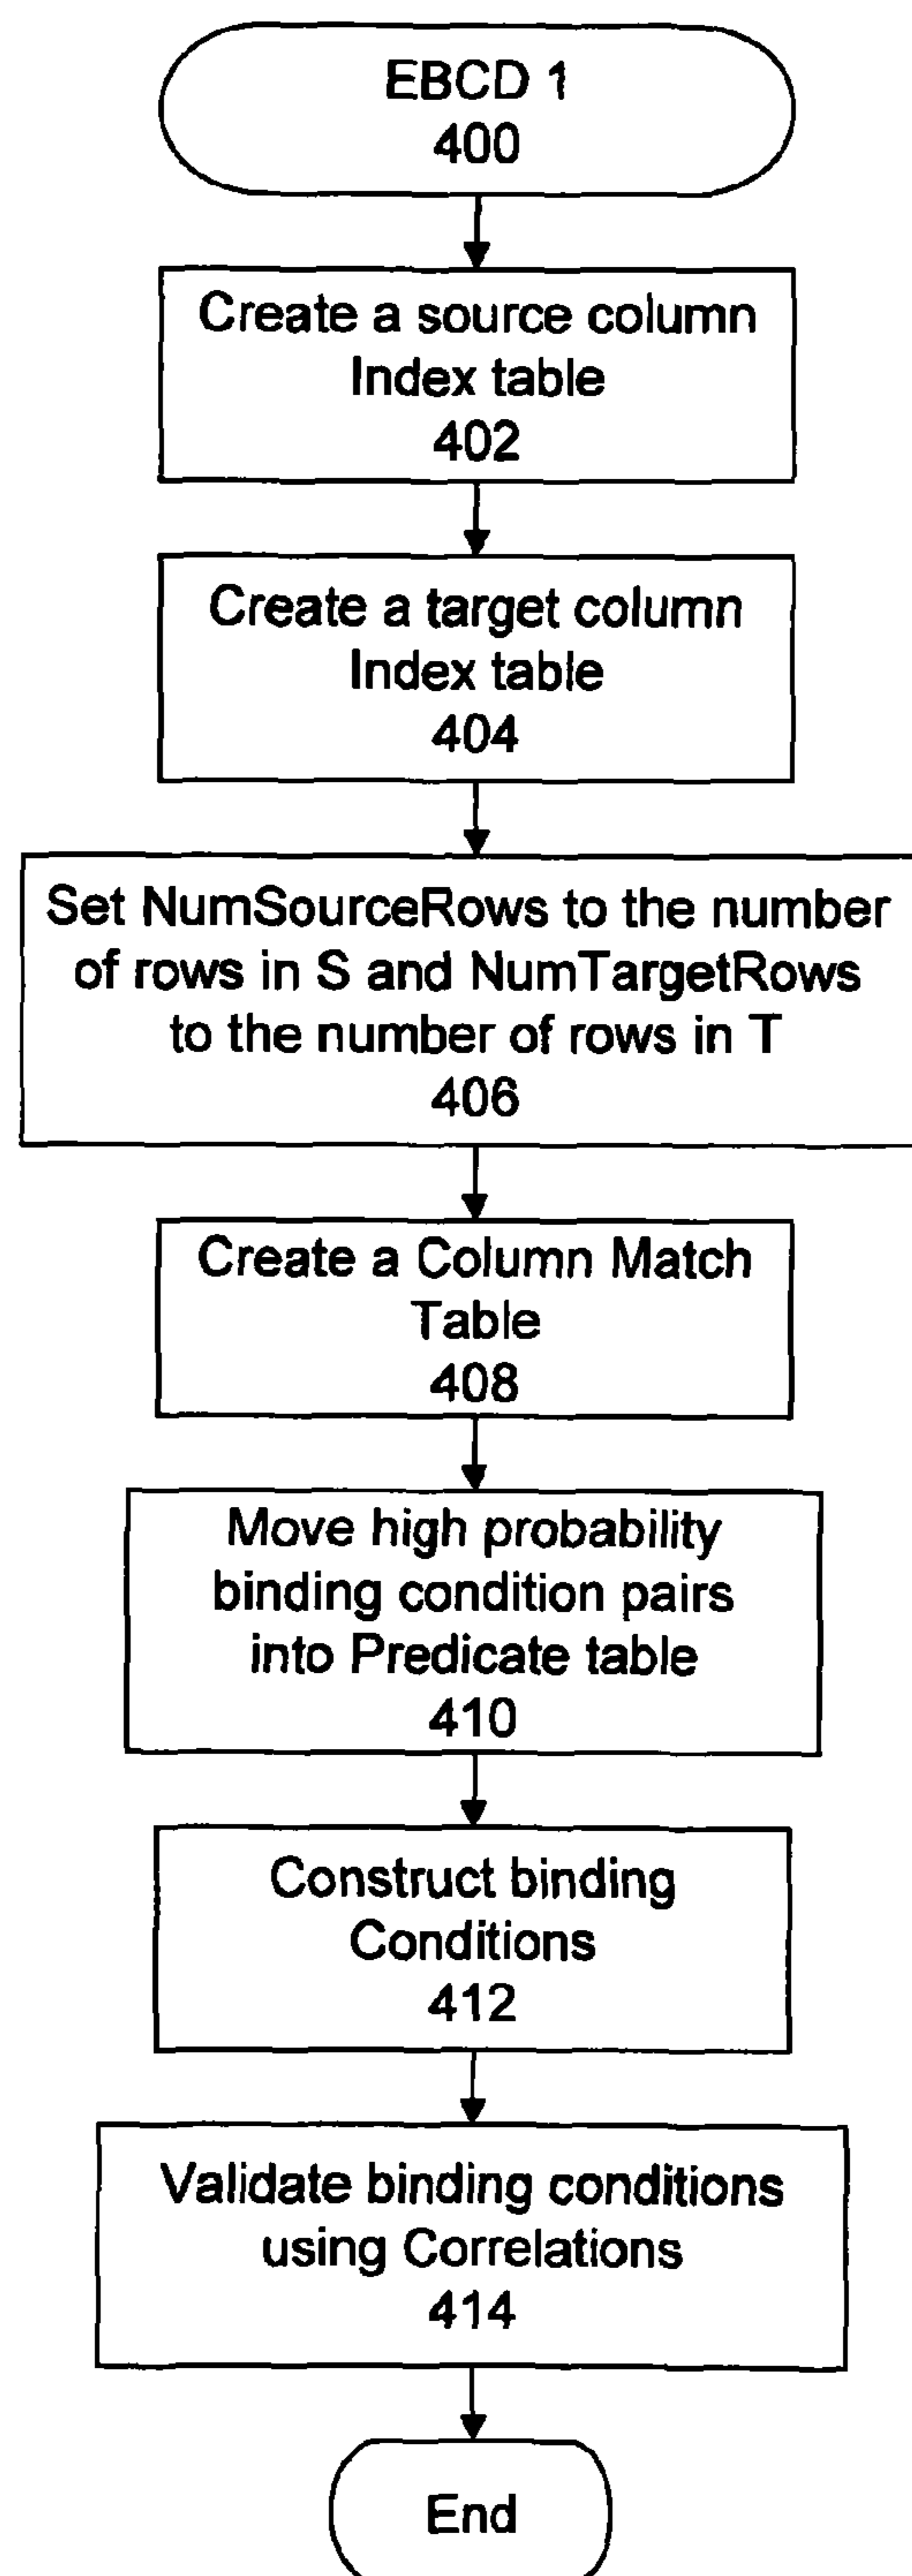 EBCD 1
400
Create a source column
Index table
402
Create a target column
Index table
404
Set NumSourceRows to the number
of rows in S and NumTargetRows
to the number of rows in T
406
Create a Column Match
Table
408
Move high probability
binding condition pairs
into Predicate table
410
Construct binding
Conditions
412
Validate binding conditions
using Correlations
414
End